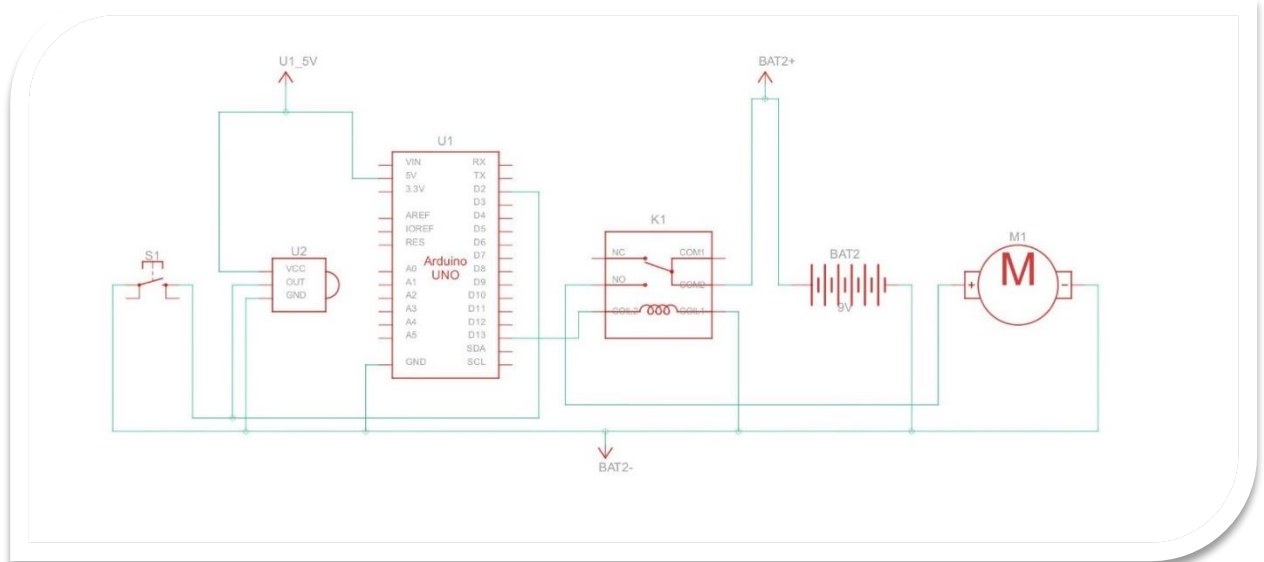 U1_5V
BAT2+
U1
VIN RX
5V TX
3.3V D2
D3
AREF D4
IOREF D5
RES D6
D7
A0 D8
A1 D9
A2 D10
A3 D11
A4 D12
A5 D13
SDA
GND SCL
Arduino
UNO
S1
U2
VCC
OUT
GND
K1
NC COM1
NO COM2
COIL2 COIL1
BAT2
9V
M1
M
+ -
BAT2-